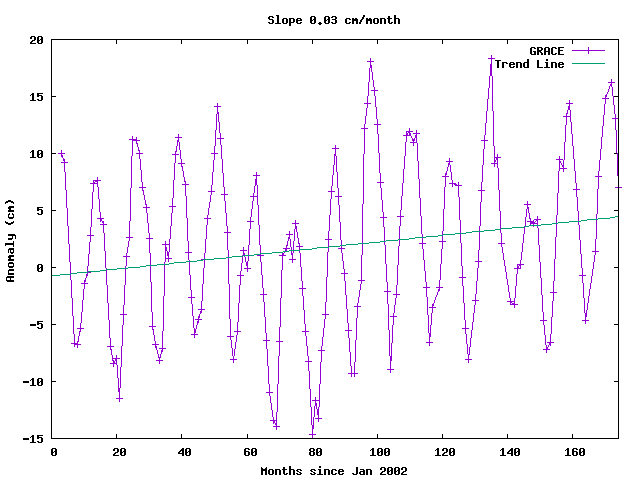 Slope 0.03 cm/month
GRACE
Trend Line
20
15
10
5
0
-5
-10
-15
Anomaly (cm)
0 20 40 60 80 100 120 140 160
Months since Jan 2002